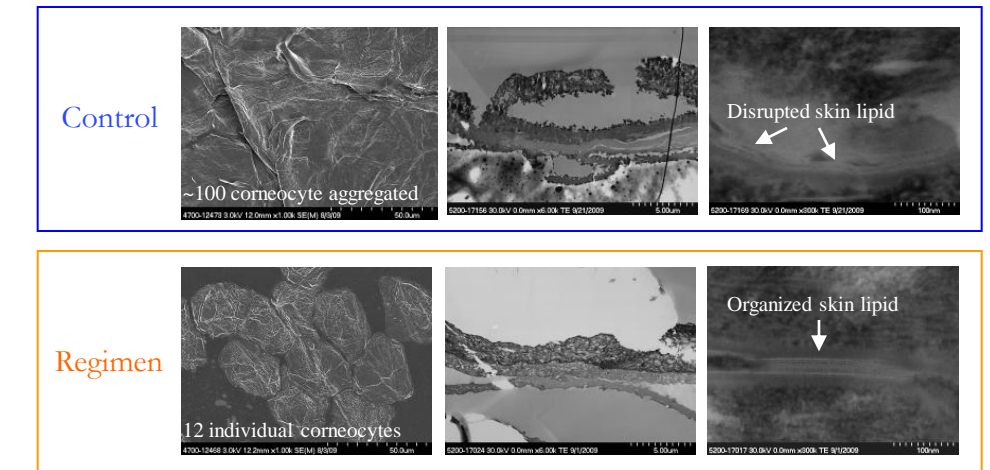 Control
~100 corneocyte aggregated
4700-12473 3.0kV 12.0mm x1.00k SE(M) 8/3/09 50.0um
5200-17156 30.0kV 0.0mm x6.00k TE 9/21/2009 5.00um
Disrupted skin lipid
5200-17169 30.0kV 0.0mm x300k TE 9/21/2009 100nm
Regimen
12 individual corneocytes
4700-12468 3.0kV 12.2mm x1.00k SE(M) 8/3/09 50.0um
5200-17024 30.0kV 0.0mm x6.00k TE 9/1/2009 5.00um
Organized skin lipid
5200-17017 30.0kV 0.0mm x300k TE 9/1/2009 100nm